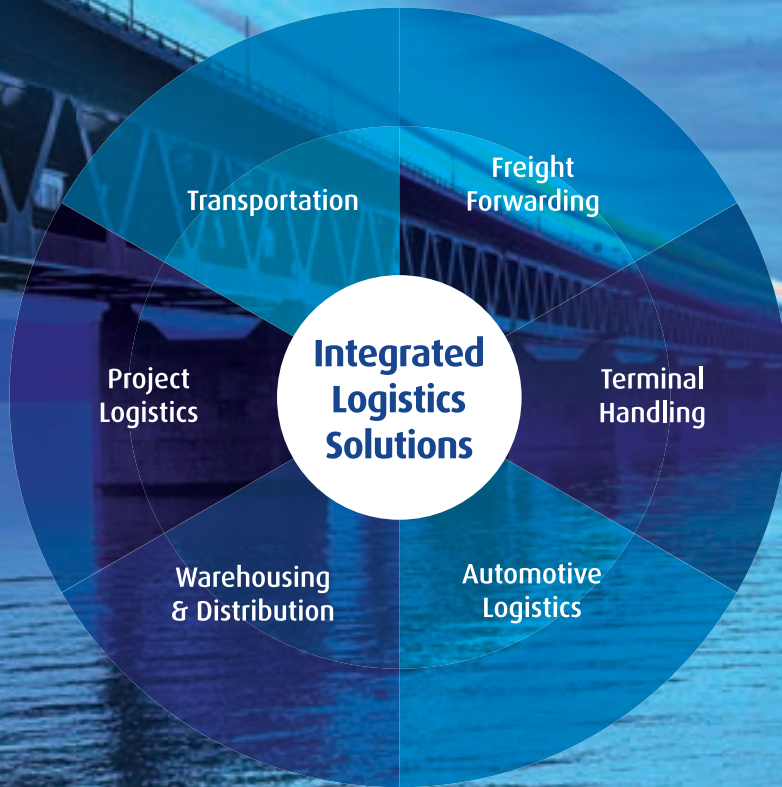 Transportation
Freight
Forwarding
Integrated
Logistics
Solutions
Project
Logistics
Terminal
Handling
Warehousing
& Distribution
Automotive
Logistics